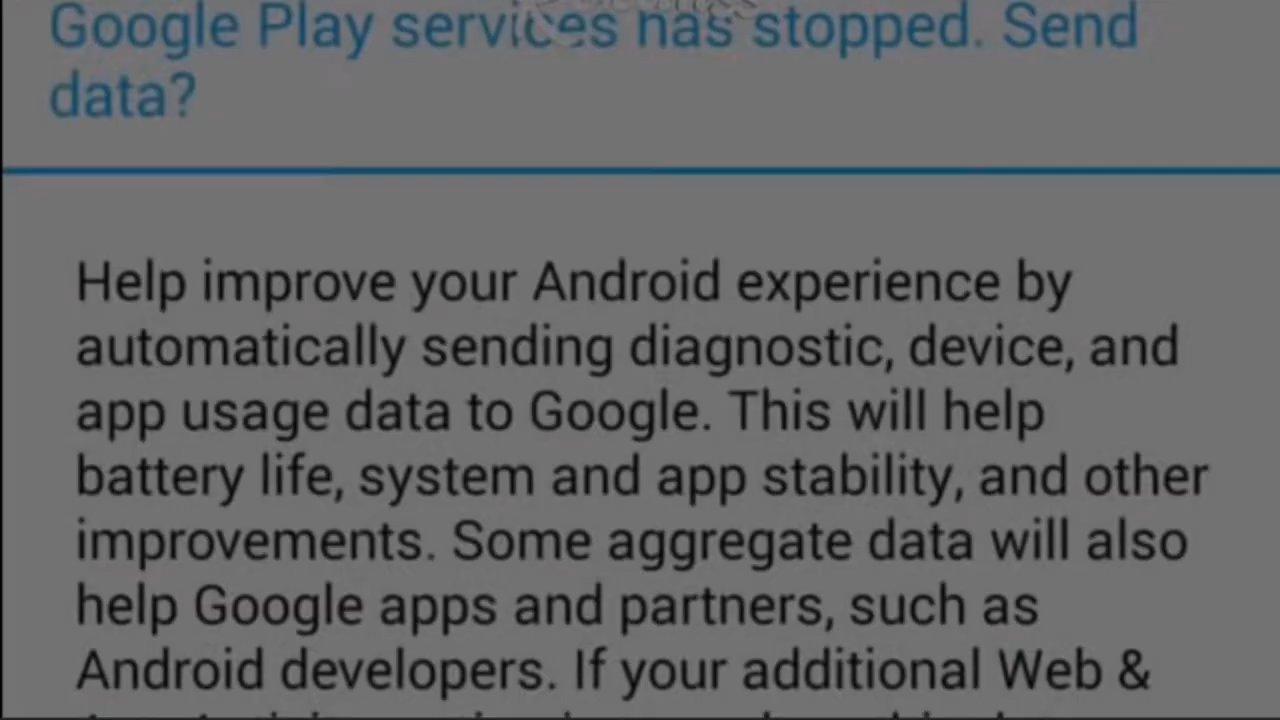 Google Play services has stopped. Send
data?
Help improve your Android experience by
automatically sending diagnostic, device, and
app usage data to Google. This will help
battery life, system and app stability, and other
improvements. Some aggregate data will also
help Google apps and partners, such as
Android developers. If your additional Web &